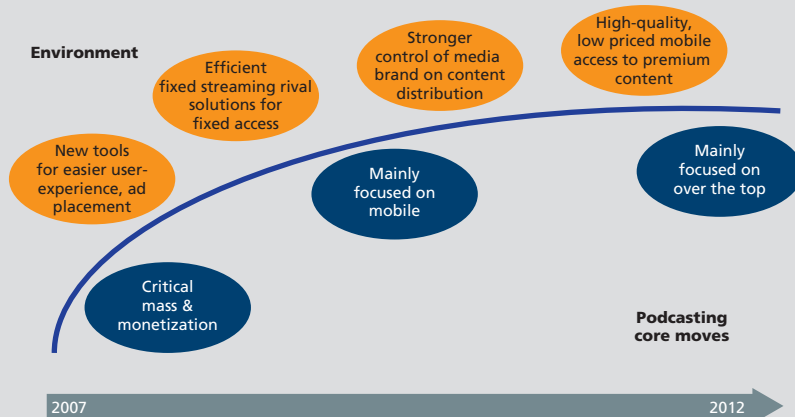 Environment
New tools
for easier user-
experience, ad
placement
Efficient
fixed streaming rival
solutions for
fixed access
Stronger
control of media
brand on content
distribution
High-quality,
low priced mobile
access to premium
content
Critical
mass &
monetization
Mainly
focused on
mobile
Mainly
focused on
over the top
Podcasting
core moves
2007
2012